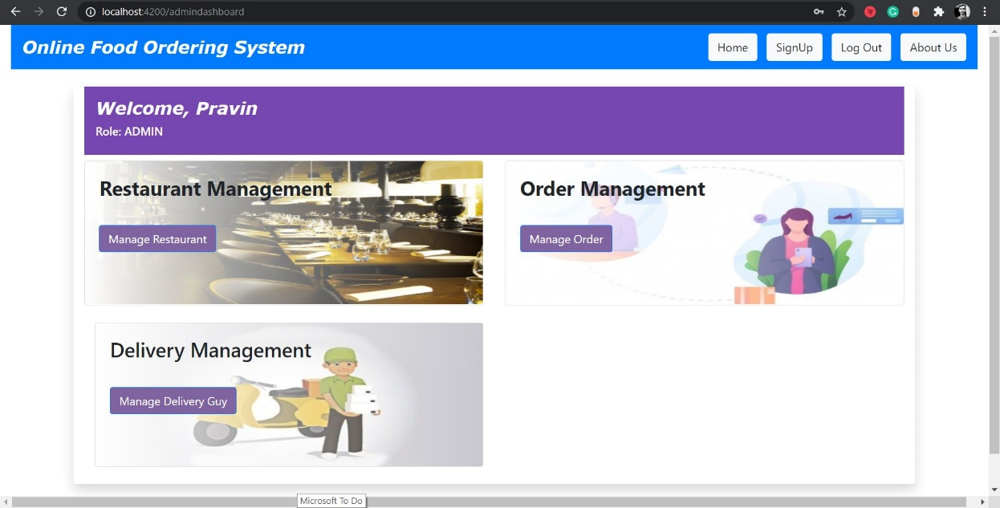 localhost:4200/admindashboard
Online Food Ordering System
Home SignUp Log Out About Us
Welcome, Pravin
Role: ADMIN
Restaurant Management
Manage Restaurant
Order Management
Manage Order
Delivery Management
Manage Delivery Guy
Microsoft To Do